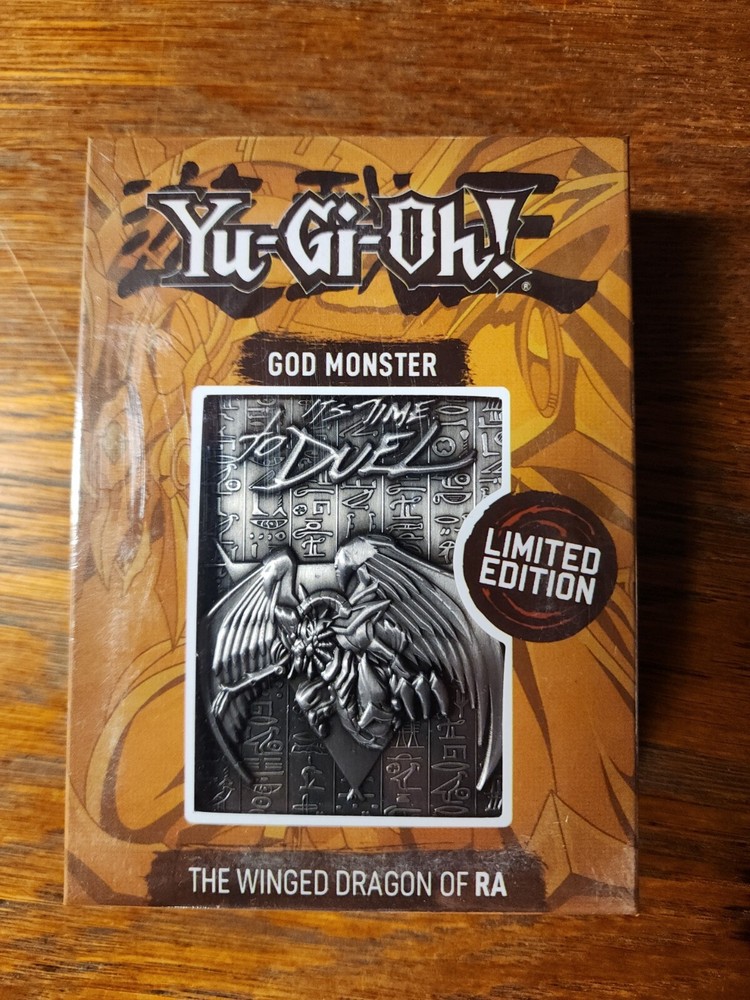 Yu-Gi-Oh!
®
GOD MONSTER
IT'S TIME
to DUEL
LIMITED
EDITION
THE WINGED DRAGON OF RA